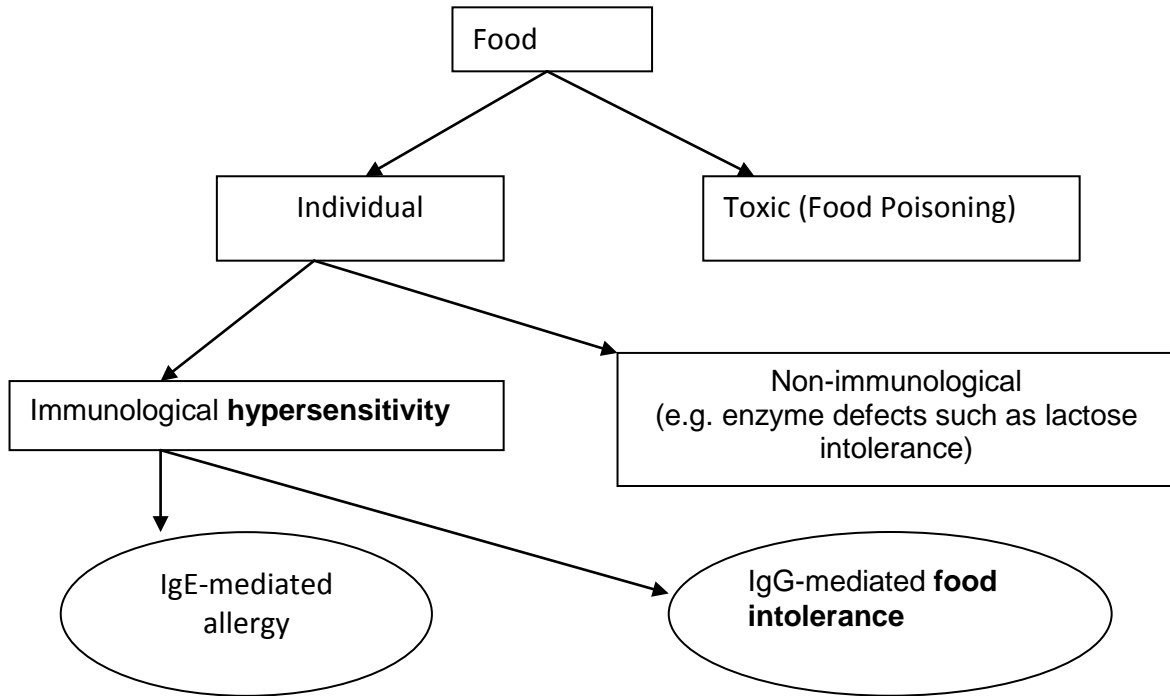 Food
Individual
Toxic (Food Poisoning)
Immunological hypersensitivity
Non-immunological
(e.g. enzyme defects such as lactose
intolerance)
IgE-mediated
allergy
IgG-mediated food
intolerance